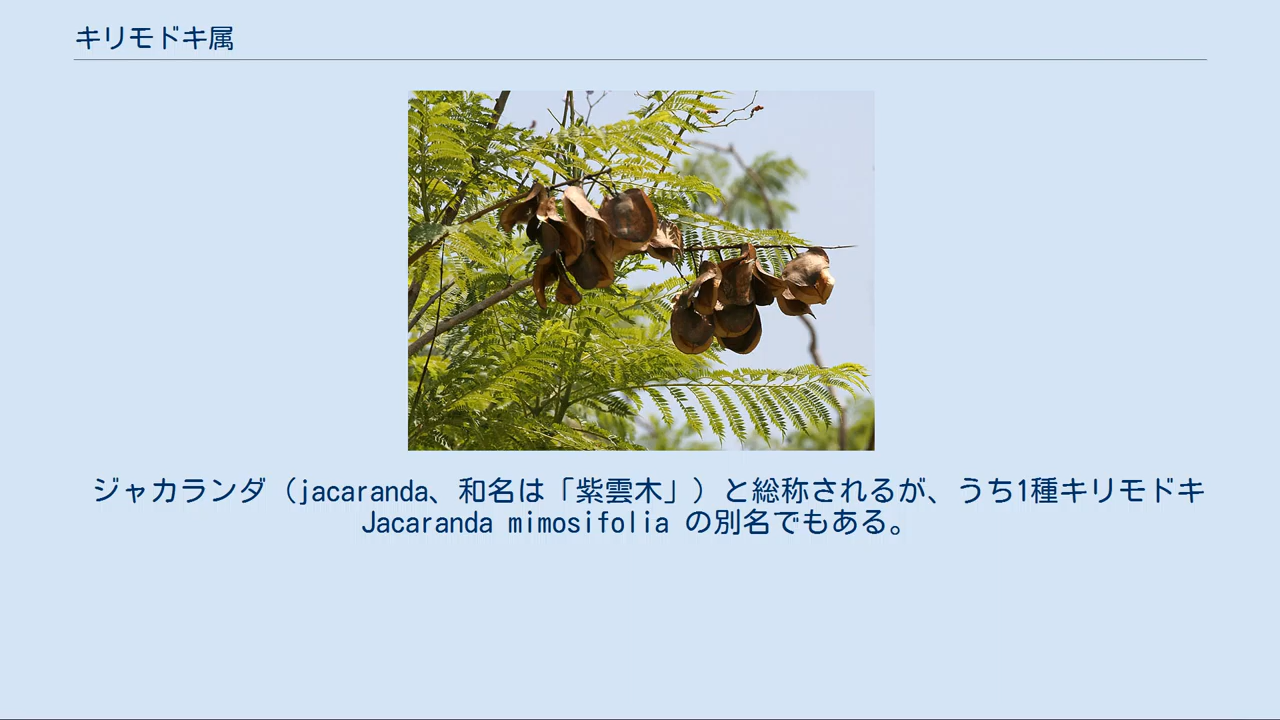 キリモドキ属
ジャカランダ（jacaranda、和名は「紫雲木」）と総称されるが、うち1種キリモドキ
Jacaranda mimosifolia の別名でもある。